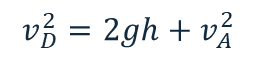 $v_D^2 = 2gh + v_A^2$